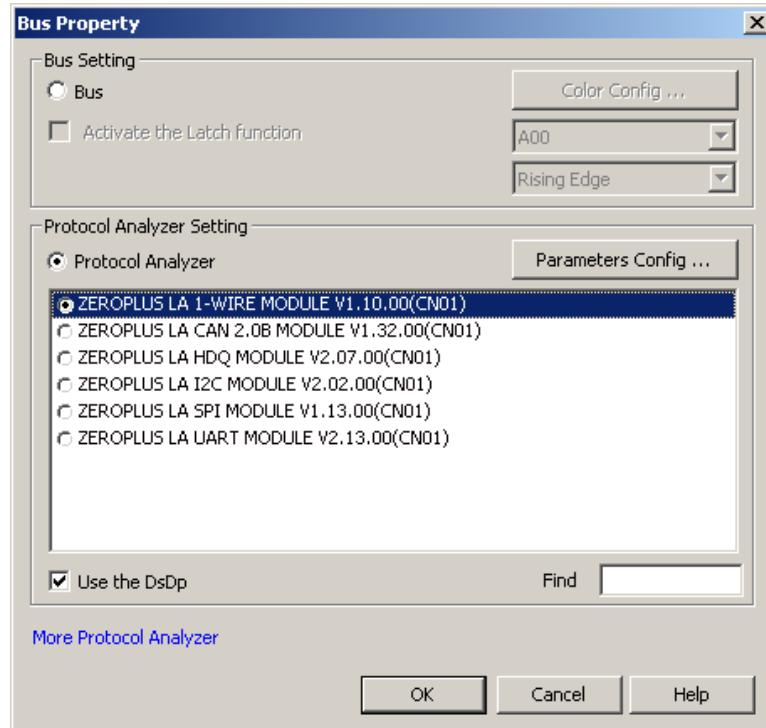 Bus Property
Bus Setting
Bus
Color Config ...
Activate the Latch function
A00
Rising Edge
Protocol Analyzer Setting
Protocol Analyzer
Parameters Config ...
ZEROPLUS LA 1-WIRE MODULE V1.10.00(CN01)
ZEROPLUS LA CAN 2.0B MODULE V1.32.00(CN01)
ZEROPLUS LA HDQ MODULE V2.07.00(CN01)
ZEROPLUS LA I2C MODULE V2.02.00(CN01)
ZEROPLUS LA SPI MODULE V1.13.00(CN01)
ZEROPLUS LA UART MODULE V2.13.00(CN01)
Use the DsDp
Find
More Protocol Analyzer
OK
Cancel
Help